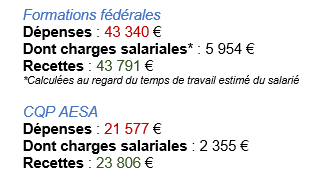 Formations fédérales
Dépenses : 43 340 €
Dont charges salariales* : 5 954 €
Recettes : 43 791 €
*Calculées au regard du temps de travail estimé du salarié
CQP AESA
Dépenses : 21 577 €
Dont charges salariales : 2 355 €
Recettes : 23 806 €